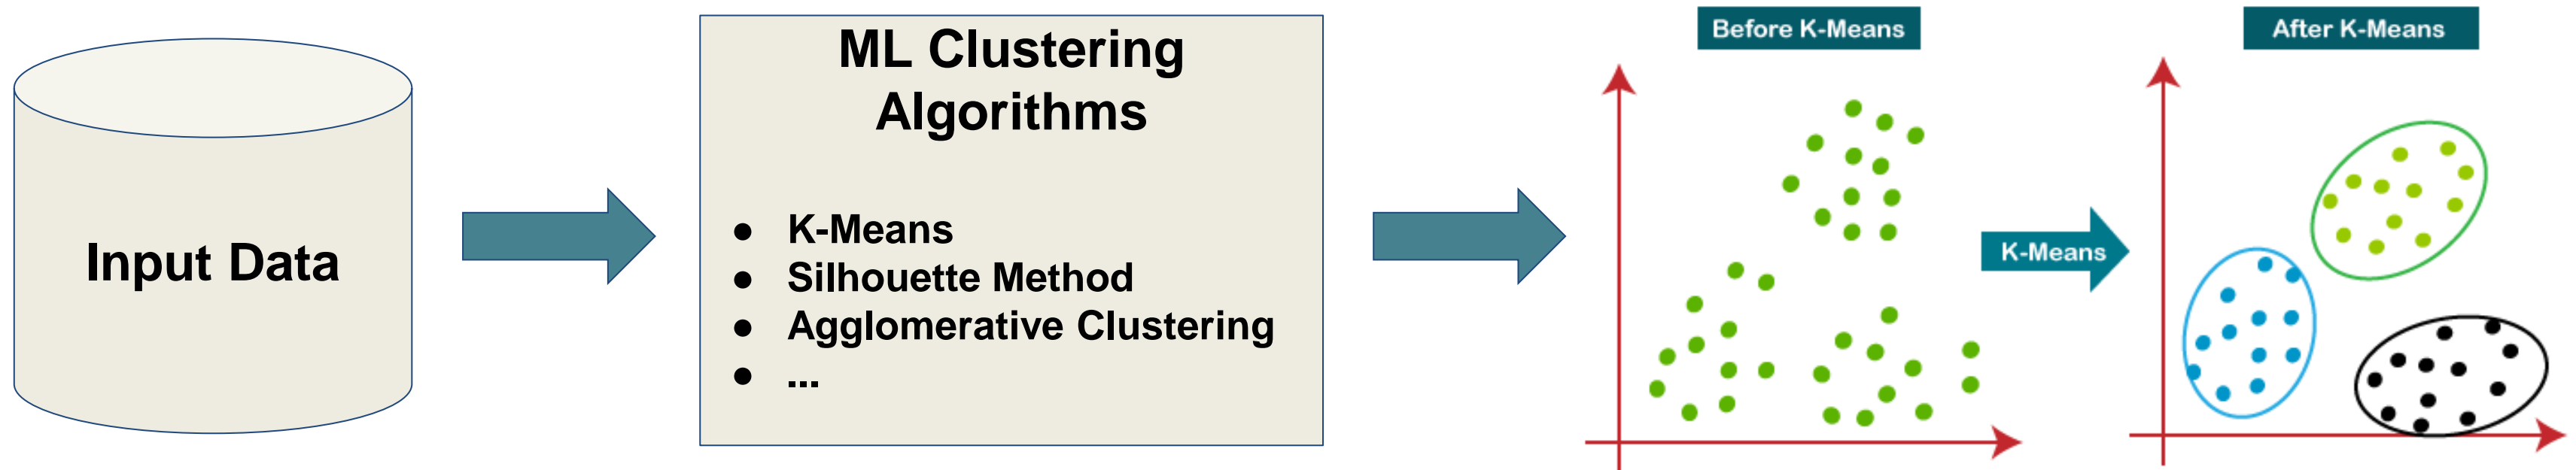 Input Data
ML Clustering
Algorithms
● K-Means
● Silhouette Method
● Agglomerative Clustering
● ...
Before K-Means
K-Means
After K-Means